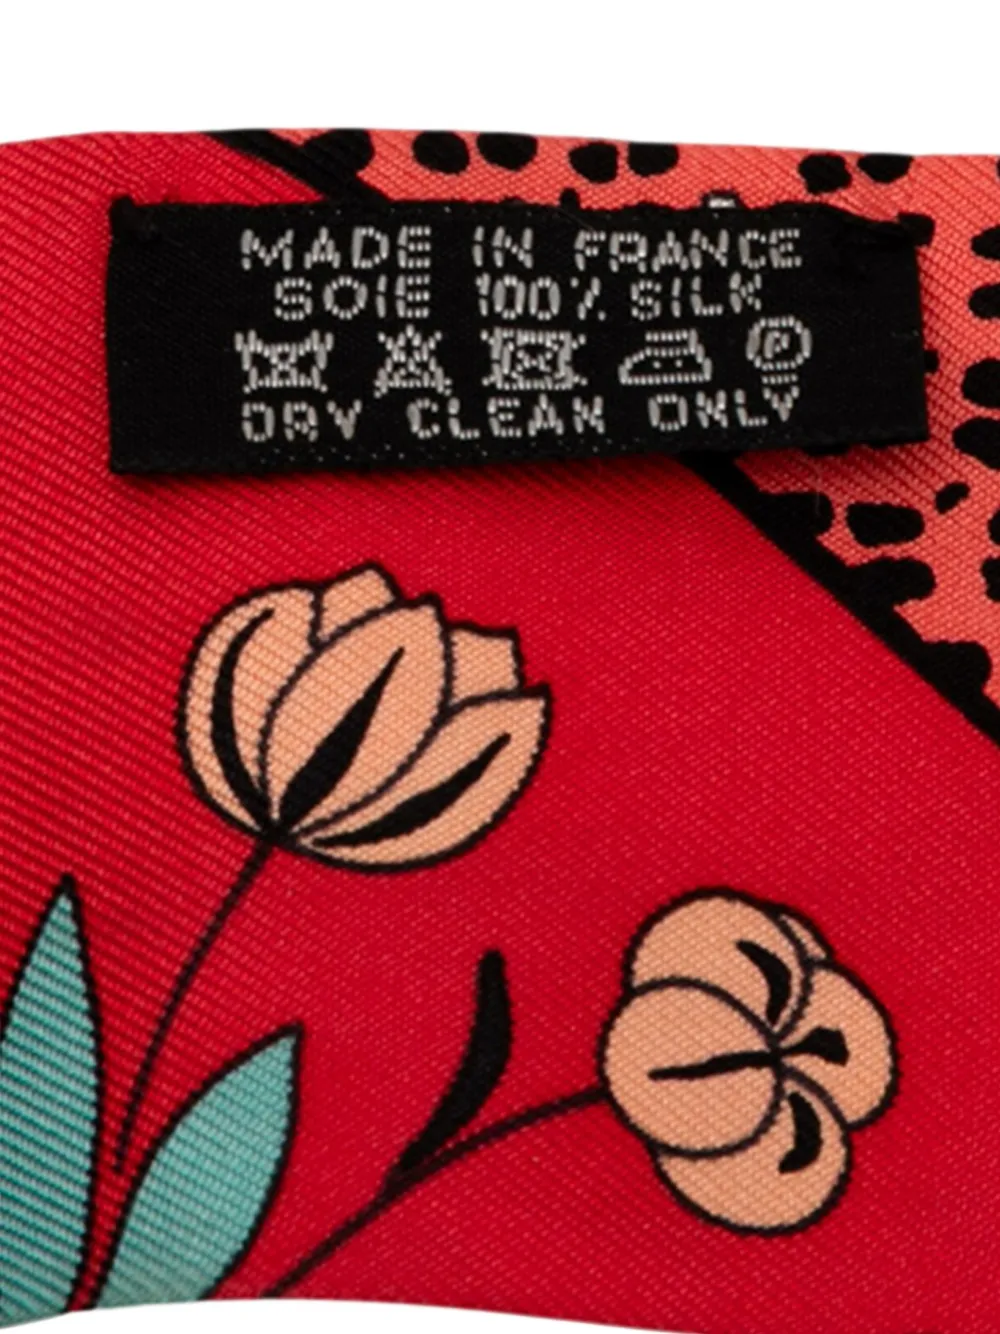 MADE IN FRANCE
SOIE 100% SILK
P
DRY CLEAN ONLY